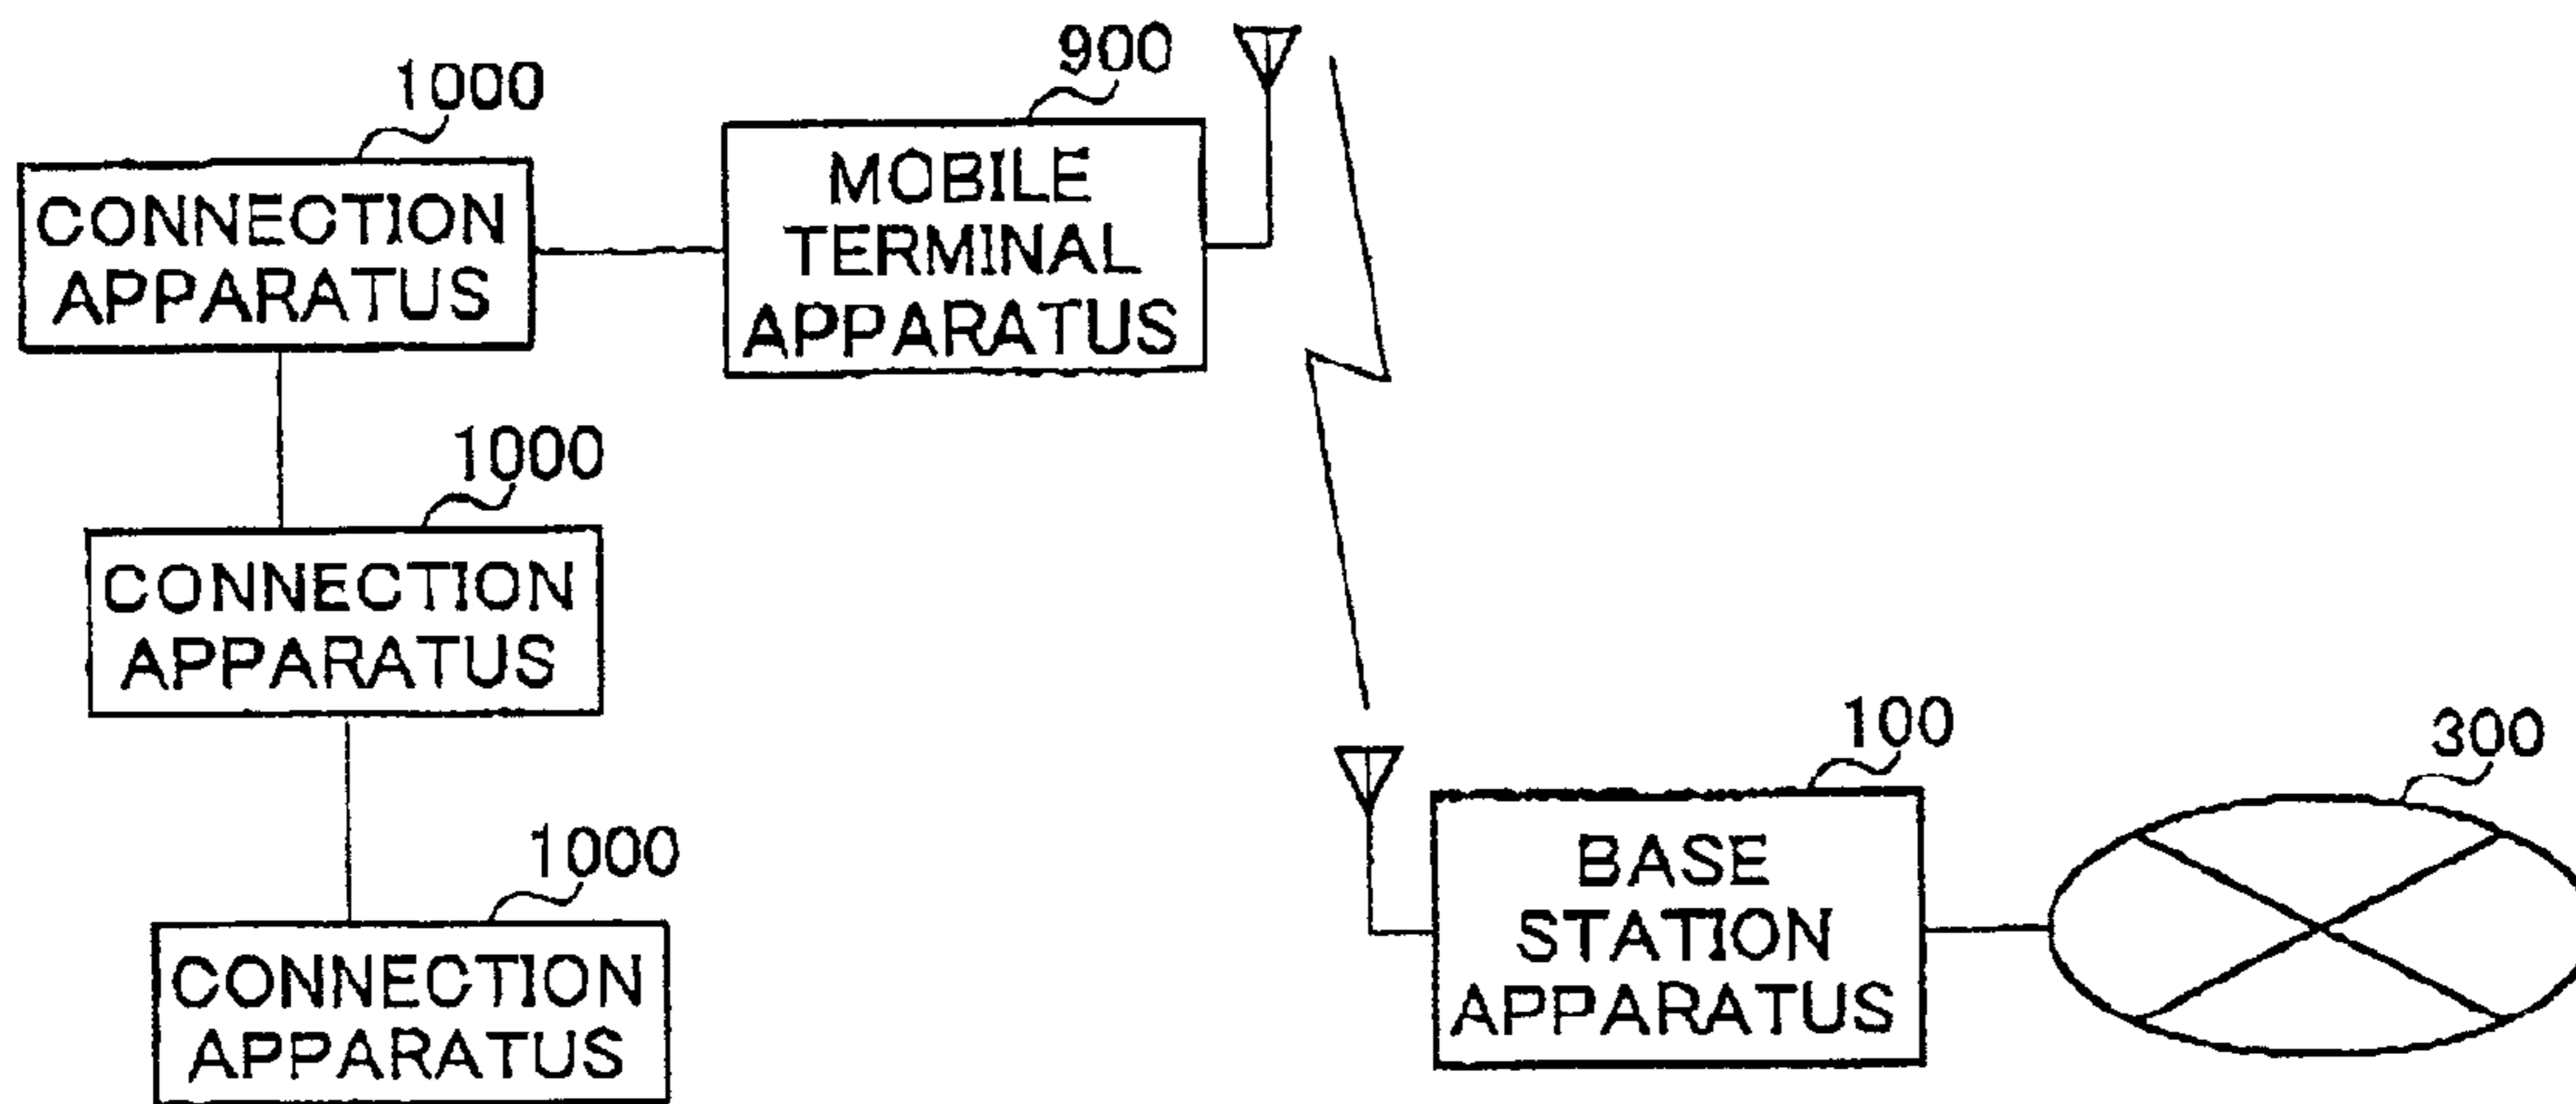 1000
CONNECTION
APPARATUS
900
MOBILE
TERMINAL
APPARATUS
1000
CONNECTION
APPARATUS
1000
CONNECTION
APPARATUS
100
BASE
STATION
APPARATUS
300